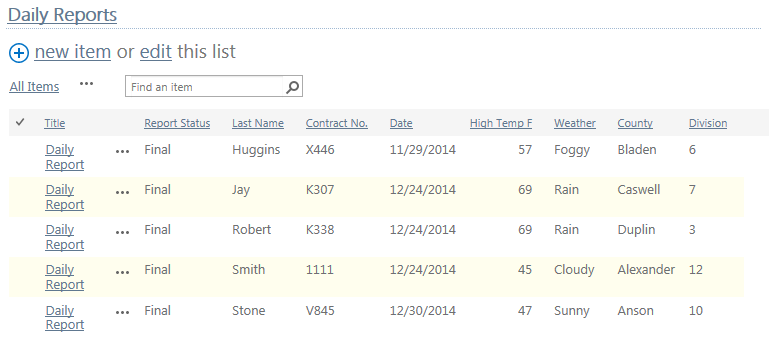 Daily Reports
new item or edit this list
All Items ... Find an item
Title Report Status Last Name Contract No. Date High Temp F Weather County Division
Daily Report ... Final Huggins X446 11/29/2014 57 Foggy Bladen 6
Daily Report ... Final Jay K307 12/24/2014 69 Rain Caswell 7
Daily Report ... Final Robert K338 12/24/2014 69 Rain Duplin 3
Daily Report ... Final Smith 1111 12/24/2014 45 Cloudy Alexander 12
Daily Report ... Final Stone V845 12/30/2014 47 Sunny Anson 10